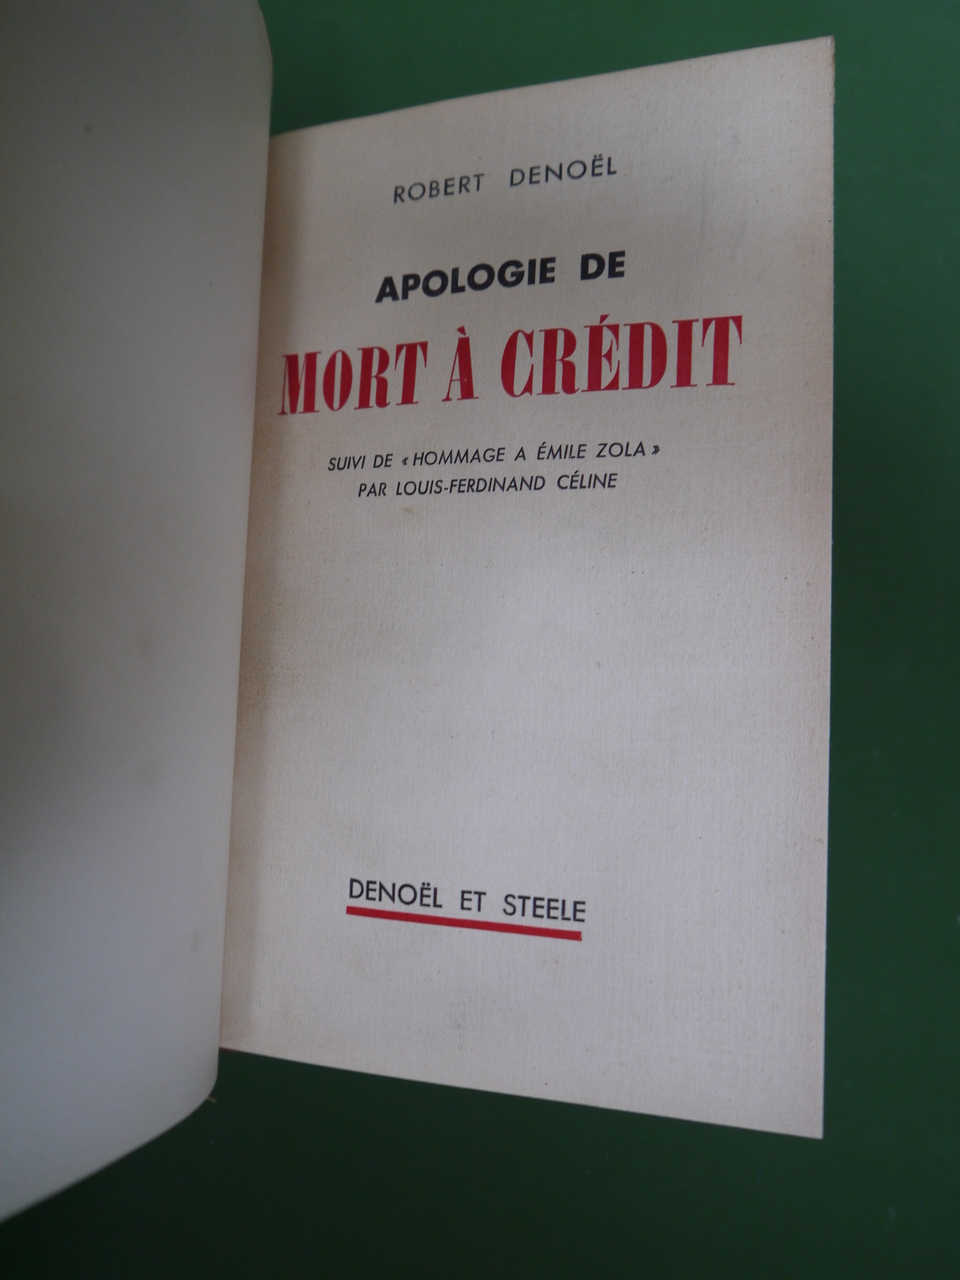 ROBERT DENOËL
APOLOGIE DE
MORT À CRÉDIT
SUIVI DE « HOMMAGE A ÉMILE ZOLA »
PAR LOUIS-FERDINAND CÉLINE
DENOËL ET STEELE